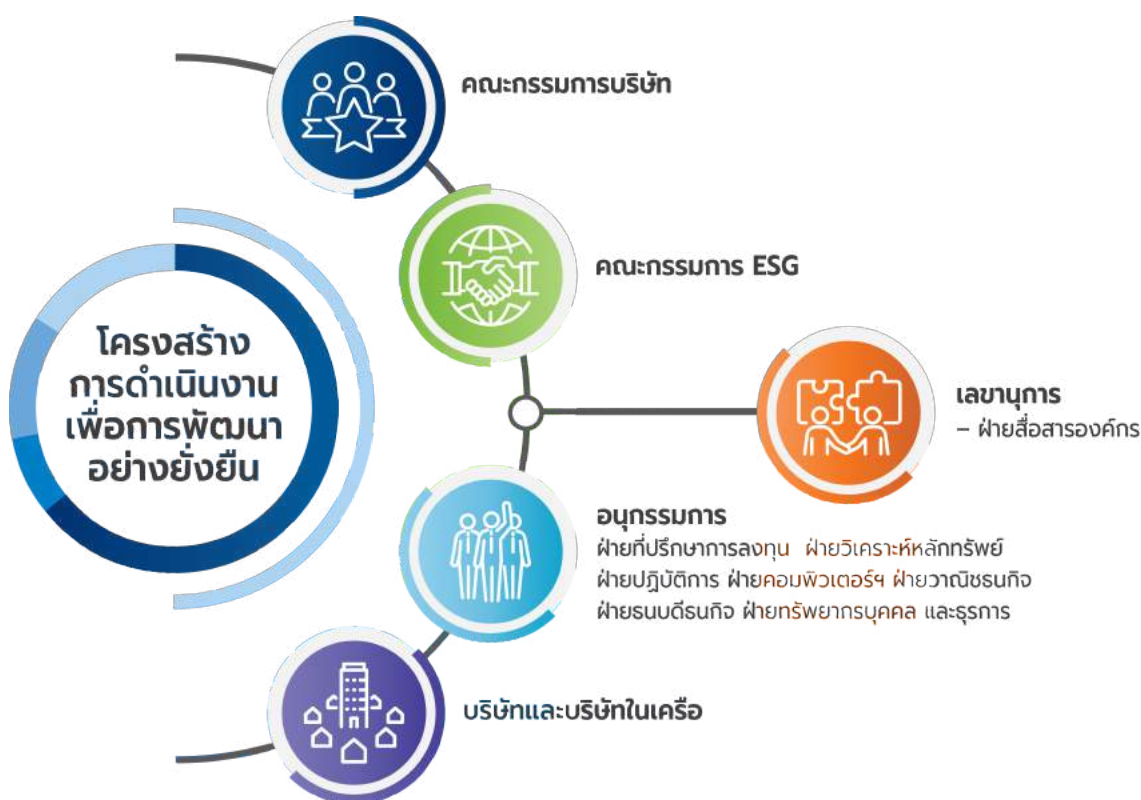 คณะกรรมการบริษัท
คณะกรรมการ ESG
โครงสร้าง
การดำเนินงาน
เพื่อการพัฒนา
อย่างยั่งยืน
เลขานุการ
– ฝ่ายสื่อสารองค์กร
อนุกรรมการ
ฝ่ายที่ปรึกษาการลงทุน ฝ่ายวิเคราะห์หลักทรัพย์
ฝ่ายปฏิบัติการ ฝ่ายคอมพิวเตอร์ฯ ฝ่ายวาณิชธนกิจ
ฝ่ายธนบดีธนกิจ ฝ่ายทรัพยากรบุคคล และธุรการ
บริษัทและบริษัทในเครือ